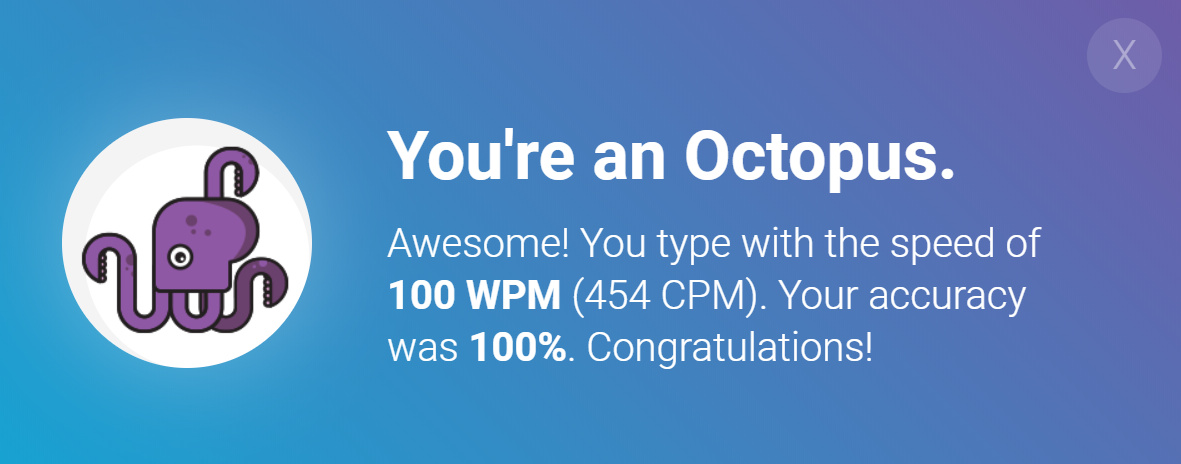 X
You're an Octopus.
Awesome! You type with the speed of
100 WPM (454 CPM). Your accuracy
was 100%. Congratulations!